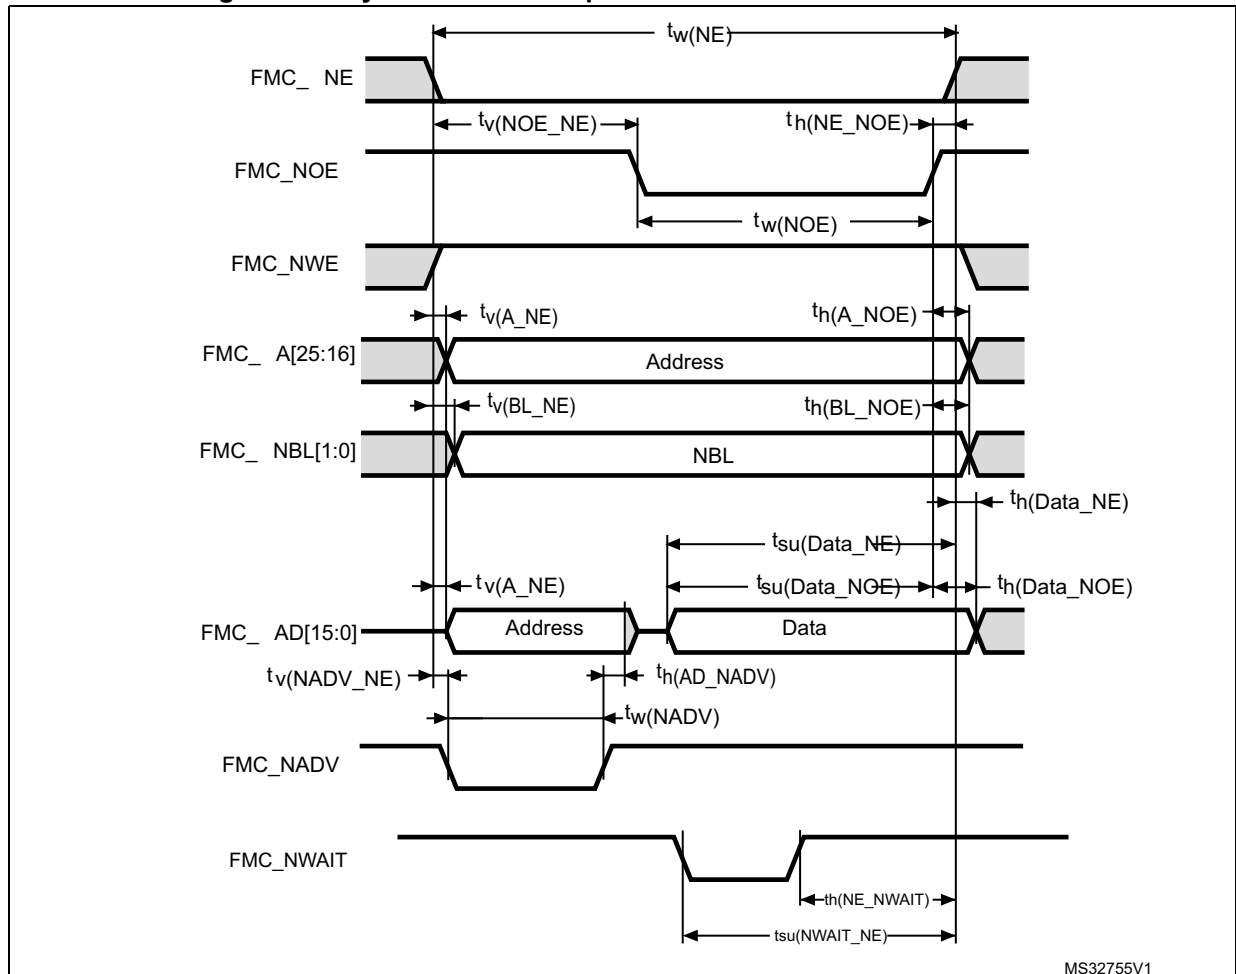 tw(NE)
FMC_ NE
tv(NOE_NE)
th(NE_NOE)
FMC_NOE
tw(NOE)
FMC_NWE
tv(A_NE)
th(A_NOE)
FMC_ A[25:16]
Address
tv(BL_NE)
th(BL_NOE)
FMC_ NBL[1:0]
NBL
th(Data_NE)
tsu(Data_NE)
tv(A_NE)
tsu(Data_NOE)
th(Data_NOE)
FMC_ AD[15:0]
Address
Data
tv(NADV_NE)
th(AD_NADV)
tw(NADV)
FMC_NADV
FMC_NWAIT
th(NE_NWAIT)
tsu(NWAIT_NE)
MS32755V1